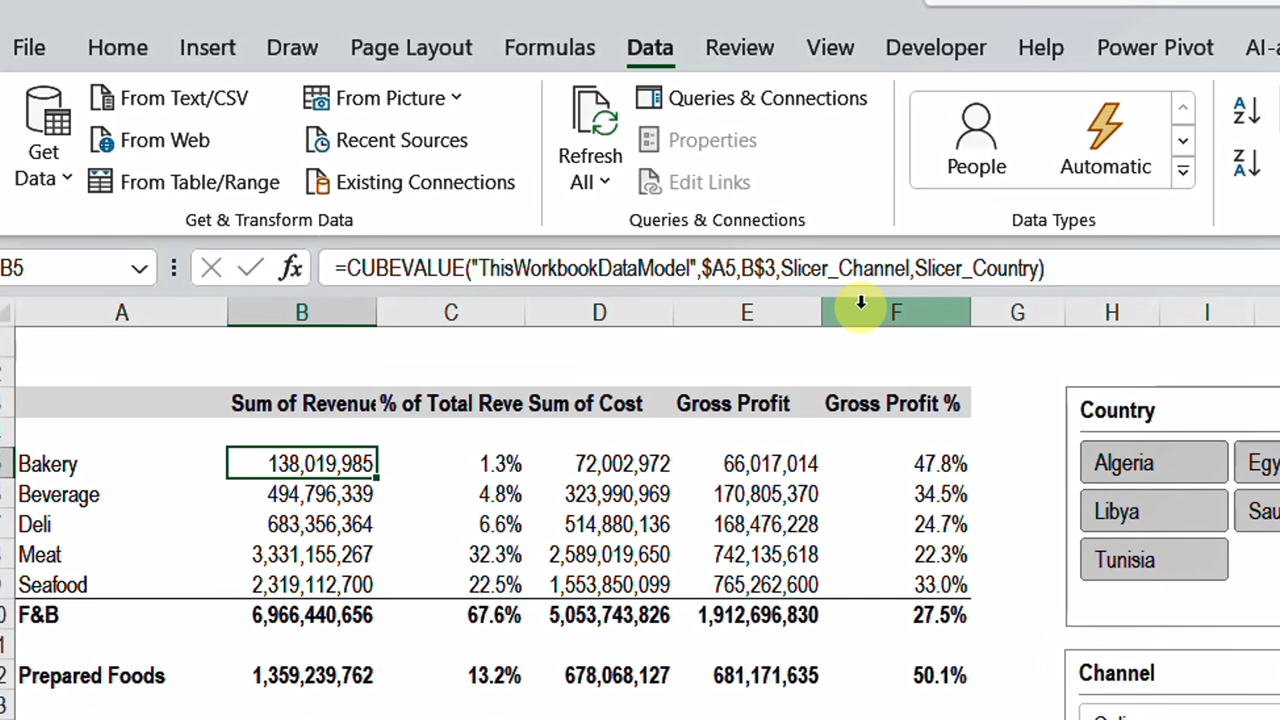 File Home Insert Draw Page Layout Formulas Data Review View Developer Help Power Pivot AI-a
Get Data
From Text/CSV
From Web
From Table/Range
From Picture
Recent Sources
Existing Connections
Get & Transform Data
Refresh All
Queries & Connections
Properties
Edit Links
Queries & Connections
People
Automatic
Data Types
A Z
Z A
B5 fx =CUBEVALUE("ThisWorkbookDataModel",$A5,B$3,Slicer_Channel,Slicer_Country)
A B C D E F G H I
Sum of Revenue % of Total Reve Sum of Cost Gross Profit Gross Profit %
Bakery 138,019,985 1.3% 72,002,972 66,017,014 47.8%
Beverage 494,796,339 4.8% 323,990,969 170,805,370 34.5%
Deli 683,356,364 6.6% 514,880,136 168,476,228 24.7%
Meat 3,331,155,267 32.3% 2,589,019,650 742,135,618 22.3%
Seafood 2,319,112,700 22.5% 1,553,850,099 765,262,600 33.0%
F&B 6,966,440,656 67.6% 5,053,743,826 1,912,696,830 27.5%
Prepared Foods 1,359,239,762 13.2% 678,068,127 681,171,635 50.1%
Country
Algeria Egy
Libya Sau
Tunisia
Channel